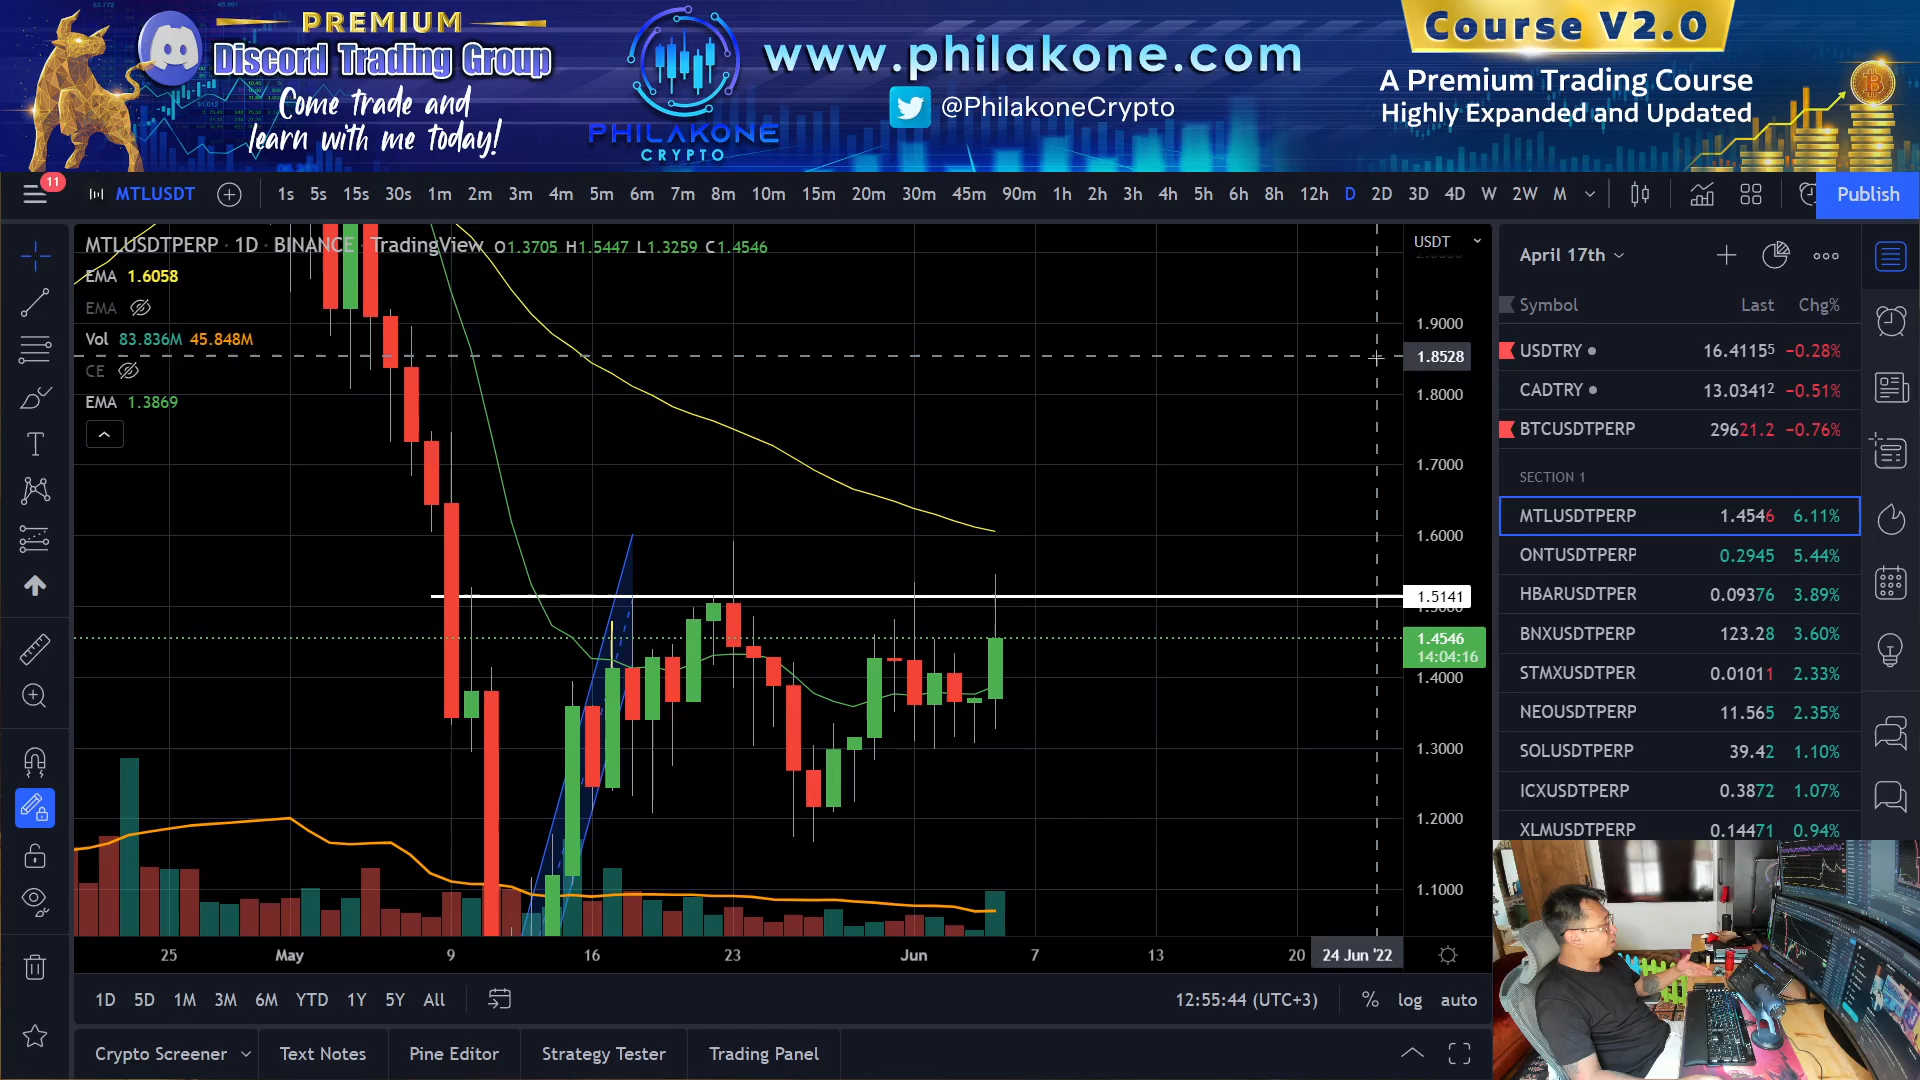 PREMIUM
Discord Trading Group
Come trade and
learn with me today!
PHILAKONE
CRYPTO
www.philakone.com
@PhilakoneCrypto
Course V2.0
A Premium Trading Course
Highly Expanded and Updated
11
MTLUSDT 1s 5s 15s 30s 1m 2m 3m 4m 5m 6m 7m 8m 10m 15m 20m 30m 45m 90m 1h 2h 3h 4h 5h 6h 8h 12h D 2D 3D 4D W 2W M Publish
MTLUSDTPERP · 1D · BINANCE TradingView O1.3705 H1.5447 L1.3259 C1.4546
EMA 1.6058
EMA
Vol 83.836M 45.848M
CE
EMA 1.3869
USDT
1.9000
1.8528
1.8000
1.7000
1.6000
1.5141
1.5000
1.4546
14:04:16
1.4000
1.3000
1.2000
1.1000
25 May 9 16 23 Jun 7 13 20 24 Jun '22
1D 5D 1M 3M 6M YTD 1Y 5Y All 12:55:44 (UTC+3) % log auto
Crypto Screener Text Notes Pine Editor Strategy Tester Trading Panel
April 17th
Symbol Last Chg%
USDTRY 16.4115⁵ −0.28%
CADTRY 13.0341² −0.51%
BTCUSDTPERP 29621.2 −0.76%
SECTION 1
MTLUSDTPERP 1.4546 6.11%
ONTUSDTPERP 0.2945 5.44%
HBARUSDTPER 0.09376 3.89%
BNXUSDTPERP 123.28 3.60%
STMXUSDTPER 0.01011 2.33%
NEOUSDTPERP 11.565 2.35%
SOLUSDTPERP 39.42 1.10%
ICXUSDTPERP 0.3872 1.07%
XLMUSDTPERP 0.14471 0.94%